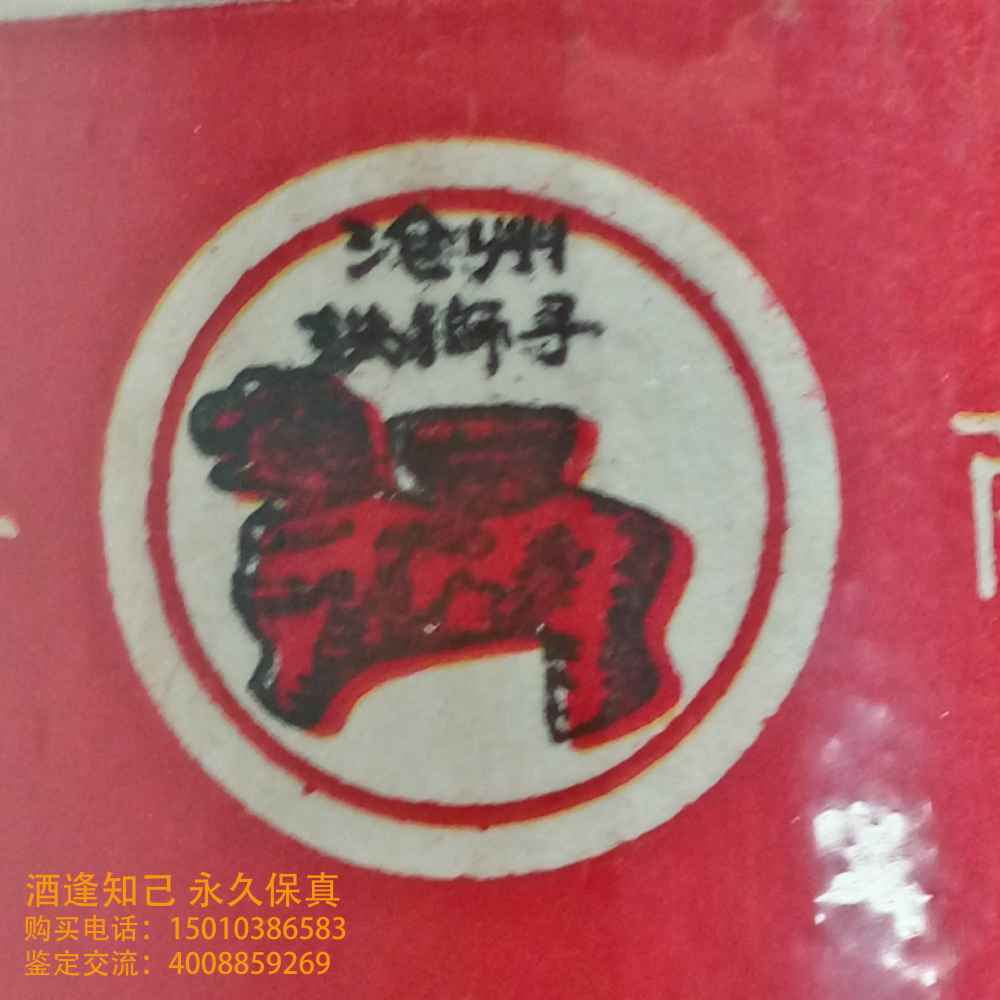 沧州
铁狮子
酒逢知己 永久保真
购买电话：15010386583
鉴定交流：4008859269